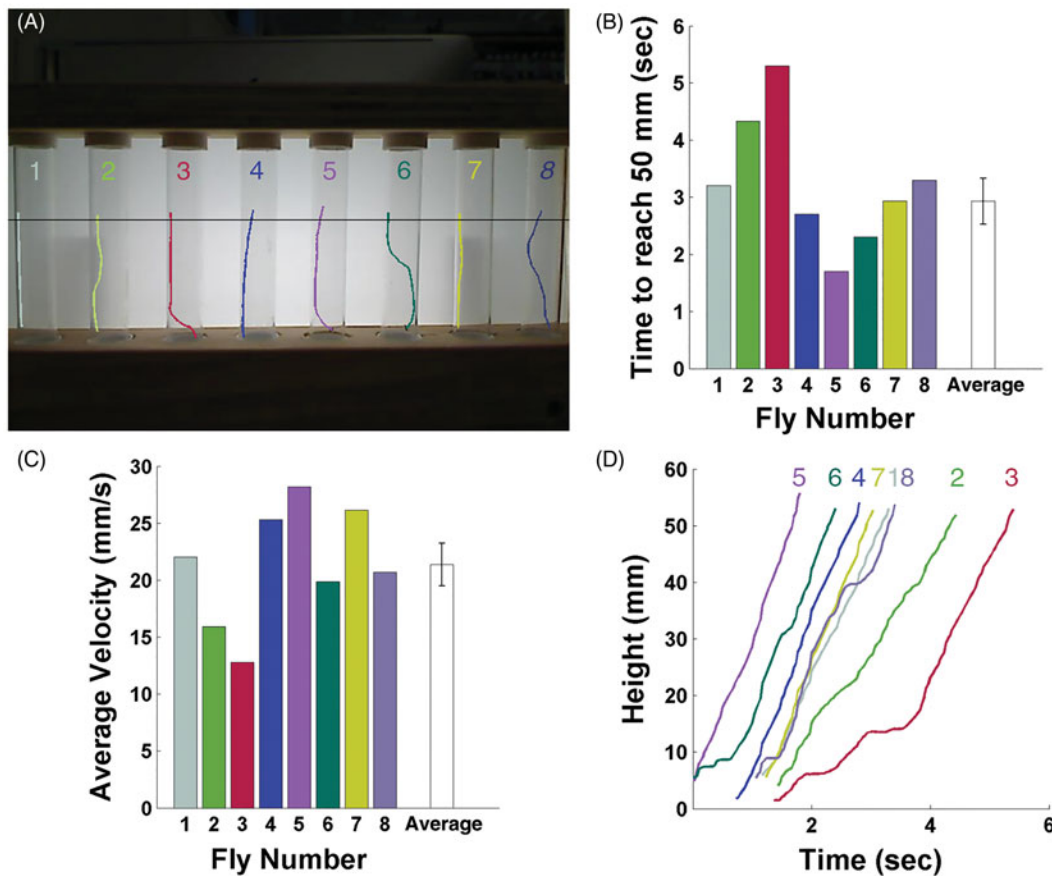 (A)
1 2 3 4 5 6 7 8
(B)
Time to reach 50 mm (sec)
6
5
4
3
2
1
0
1 2 3 4 5 6 7 8 Average
Fly Number
(C)
Average Velocity (mm/s)
30
25
20
15
10
5
0
1 2 3 4 5 6 7 8 Average
Fly Number
(D)
Height (mm)
60
50
40
30
20
10
0
5 6 4 7 1 8 2 3
2 4 6
Time (sec)